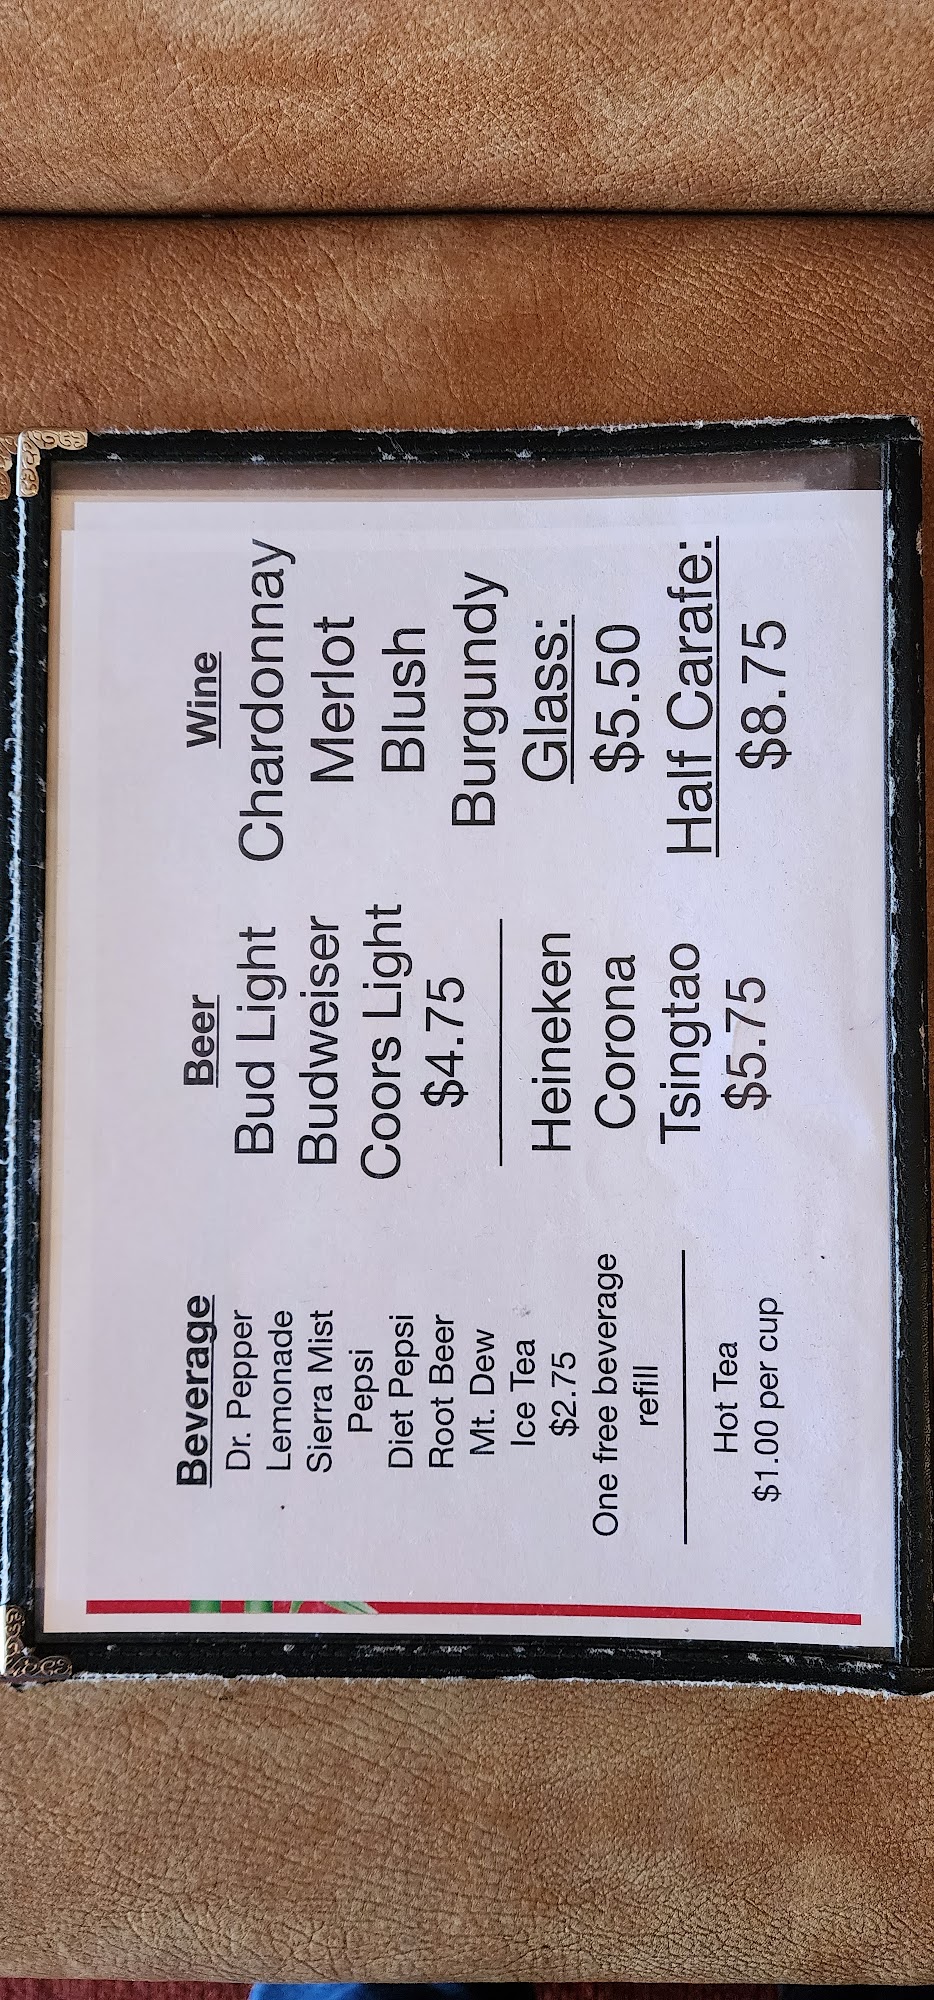 Beverage
Dr. Pepper
Lemonade
Sierra Mist
Pepsi
Diet Pepsi
Root Beer
Mt. Dew
Ice Tea
$2.75
One free beverage
refill
Hot Tea
$1.00 per cup
Beer
Bud Light
Budweiser
Coors Light
$4.75
Heineken
Corona
Tsingtao
$5.75
Wine
Chardonnay
Merlot
Blush
Burgundy
Glass:
$5.50
Half Carafe:
$8.75